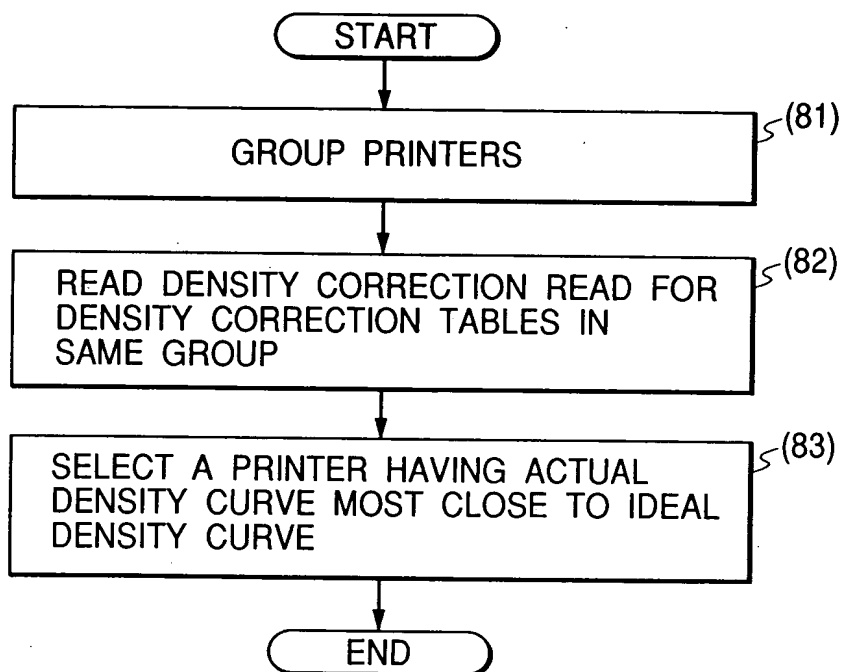 START
(81)
GROUP PRINTERS
(82)
READ DENSITY CORRECTION READ FOR
DENSITY CORRECTION TABLES IN
SAME GROUP
(83)
SELECT A PRINTER HAVING ACTUAL
DENSITY CURVE MOST CLOSE TO IDEAL
DENSITY CURVE
END